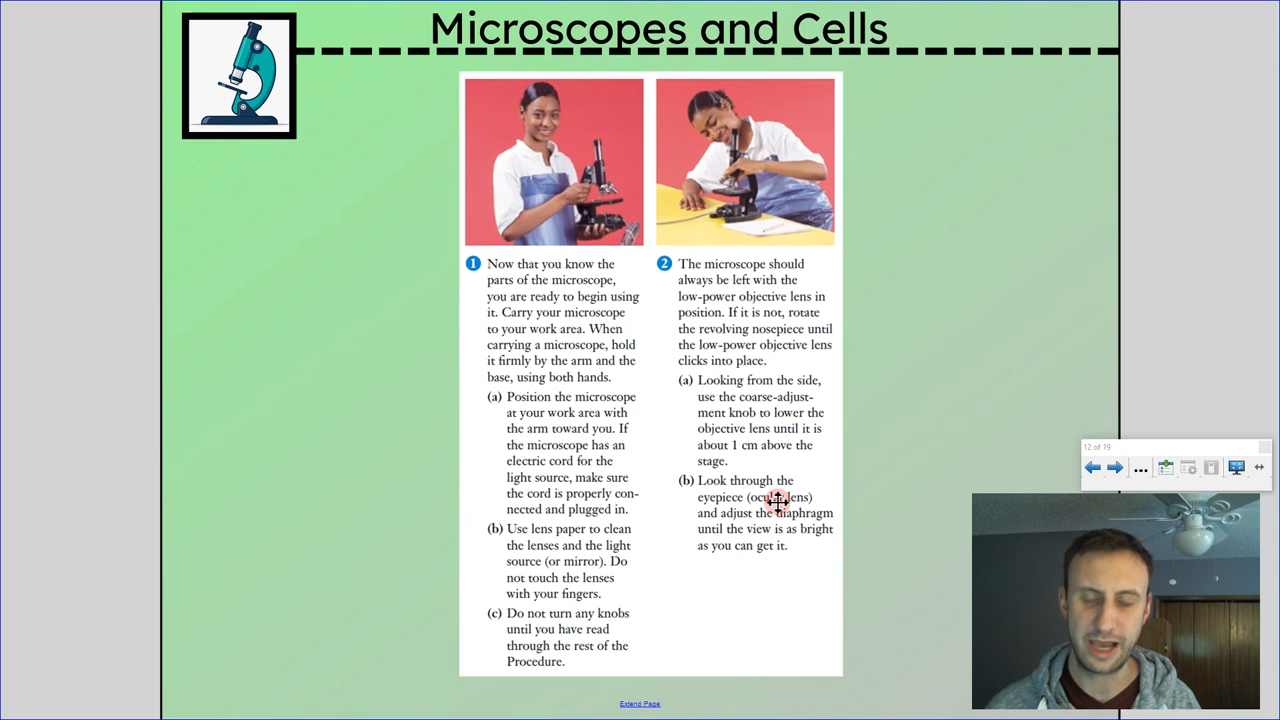 Microscopes and Cells
1 Now that you know the
parts of the microscope,
you are ready to begin using
it. Carry your microscope
to your work area. When
carrying a microscope, hold
it firmly by the arm and the
base, using both hands.
(a) Position the microscope
at your work area with
the arm toward you. If
the microscope has an
electric cord for the
light source, make sure
the cord is properly con-
nected and plugged in.
(b) Use lens paper to clean
the lenses and the light
source (or mirror). Do
not touch the lenses
with your fingers.
(c) Do not turn any knobs
until you have read
through the rest of the
Procedure.
2 The microscope should
always be left with the
low-power objective lens in
position. If it is not, rotate
the revolving nosepiece until
the low-power objective lens
clicks into place.
(a) Looking from the side,
use the coarse-adjust-
ment knob to lower the
objective lens until it is
about 1 cm above the
stage.
(b) Look through the
eyepiece (ocular lens)
and adjust the diaphragm
until the view is as bright
as you can get it.
12 of 19
Extend Page